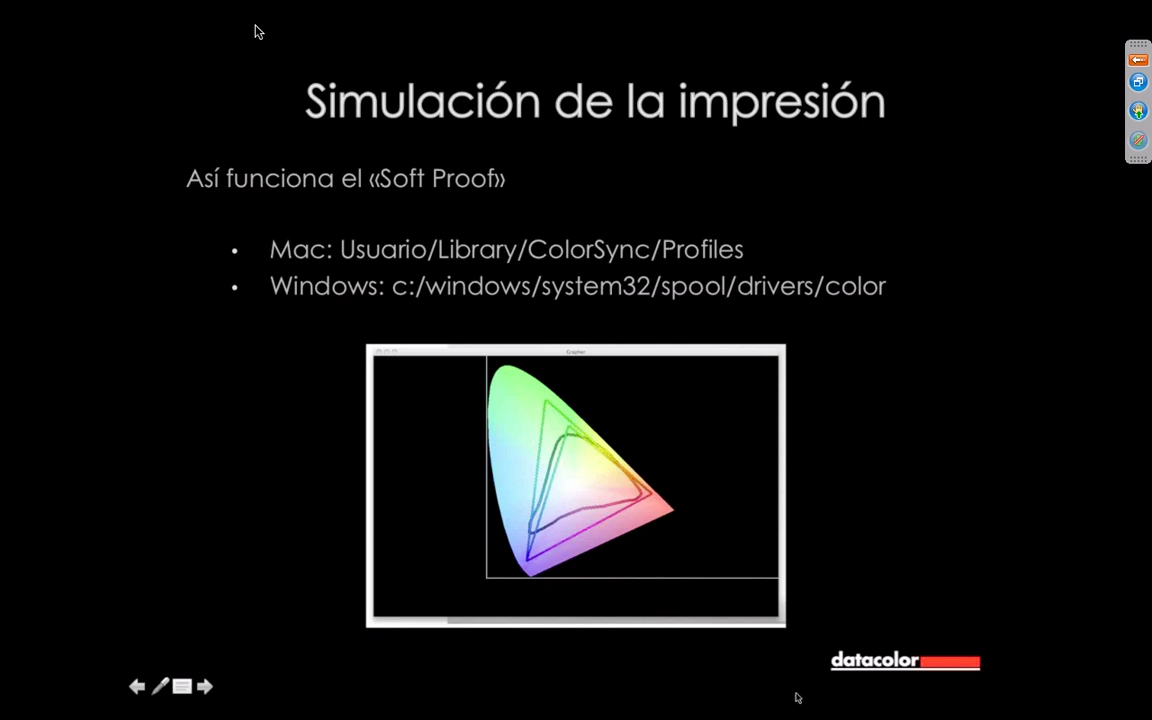 Simulación de la impresión
Así funciona el «Soft Proof»
• Mac: Usuario/Library/ColorSync/Profiles
• Windows: c:/windows/system32/spool/drivers/color
Grapher
datacolor